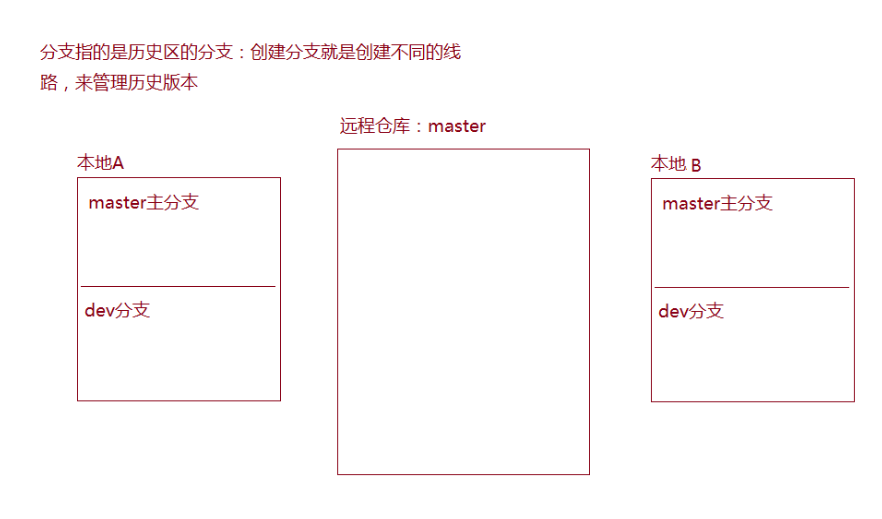 分支指的是历史区的分支：创建分支就是创建不同的线
路，来管理历史版本
远程仓库：master
本地A
本地 B
master主分支
master主分支
dev分支
dev分支